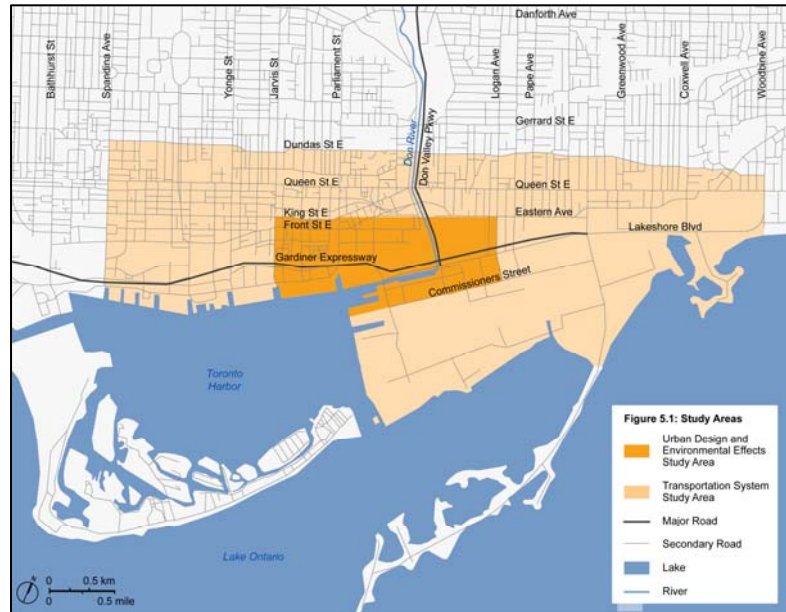 Danforth Ave
Bathhurst St
Spandina Ave
Yonge St
Jarvis St
Parliament St
Logan Ave
Pape Ave
Greenwood Ave
Coxwell Ave
Woodbine Ave
Gerrard St E
Dundas St E
Don River
Don Valley Pkwy
Queen St E
Queen St E
King St E
Eastern Ave
Front St E
Lakeshore Blvd
Gardiner Expressway
Commissioners Street
Toronto
Harbor
Lake Ontario
Figure 5.1: Study Areas
Urban Design and
Environmental Effects
Study Area
Transportation System
Study Area
Major Road
Secondary Road
Lake
River
N
0 0.5 km
0 0.5 mile